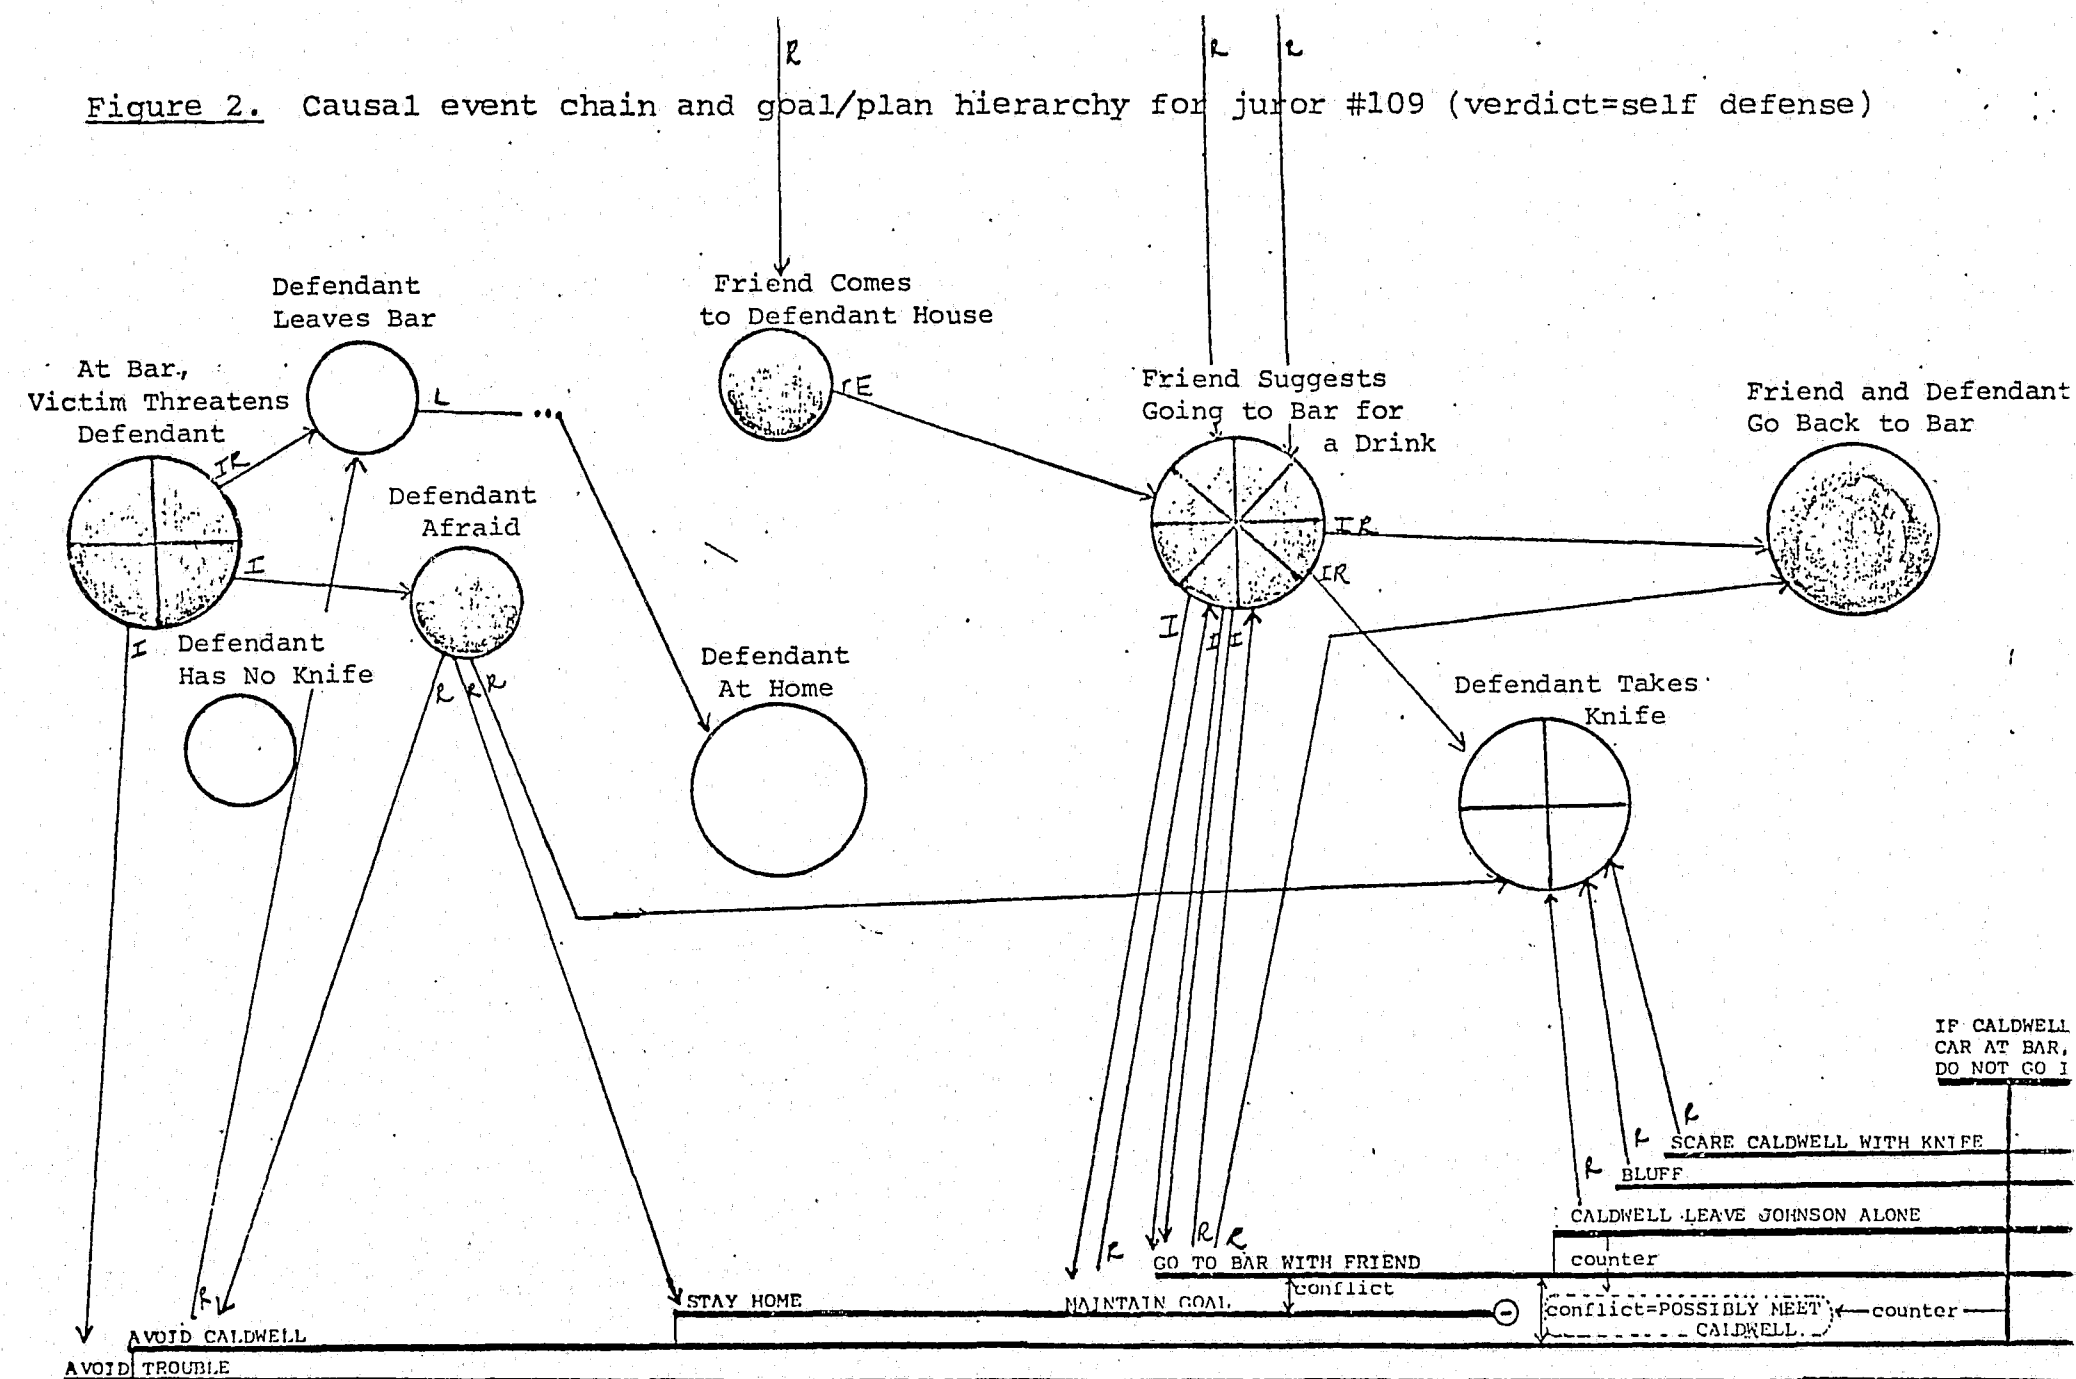 R
R
R
Figure 2. Causal event chain and goal/plan hierarchy for juror #109 (verdict=self defense)
Defendant
Leaves Bar
Friend Comes
to Defendant House
At Bar,
Victim Threatens
Defendant
L
IE
Friend Suggests
Going to Bar for
a Drink
Friend and Defendant
Go Back to Bar
IR
Defendant
Afraid
I
IR
IR
I
Defendant
Has No Knife
R R R
Defendant
At Home
I
I I
Defendant Takes
Knife
IF CALDWELL
CAR AT BAR,
DO NOT GO I
R
SCARE CALDWELL WITH KNIFE
R
BLUFF
R
CALDWELL LEAVE JOHNSON ALONE
R
R R
GO TO BAR WITH FRIEND
counter
conflict
R
STAY HOME
MAINTAIN GOAL
conflict=POSSIBLY MEET
CALDWELL
counter
AVOID CALDWELL
AVOID TROUBLE